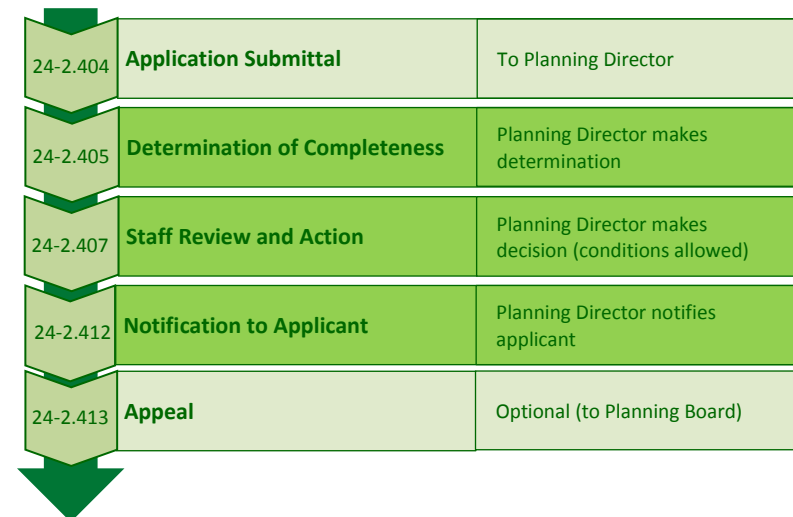 24-2.404
Application Submittal
To Planning Director
24-2.405
Determination of Completeness
Planning Director makes
determination
24-2.407
Staff Review and Action
Planning Director makes
decision (conditions allowed)
24-2.412
Notification to Applicant
Planning Director notifies
applicant
24-2.413
Appeal
Optional (to Planning Board)